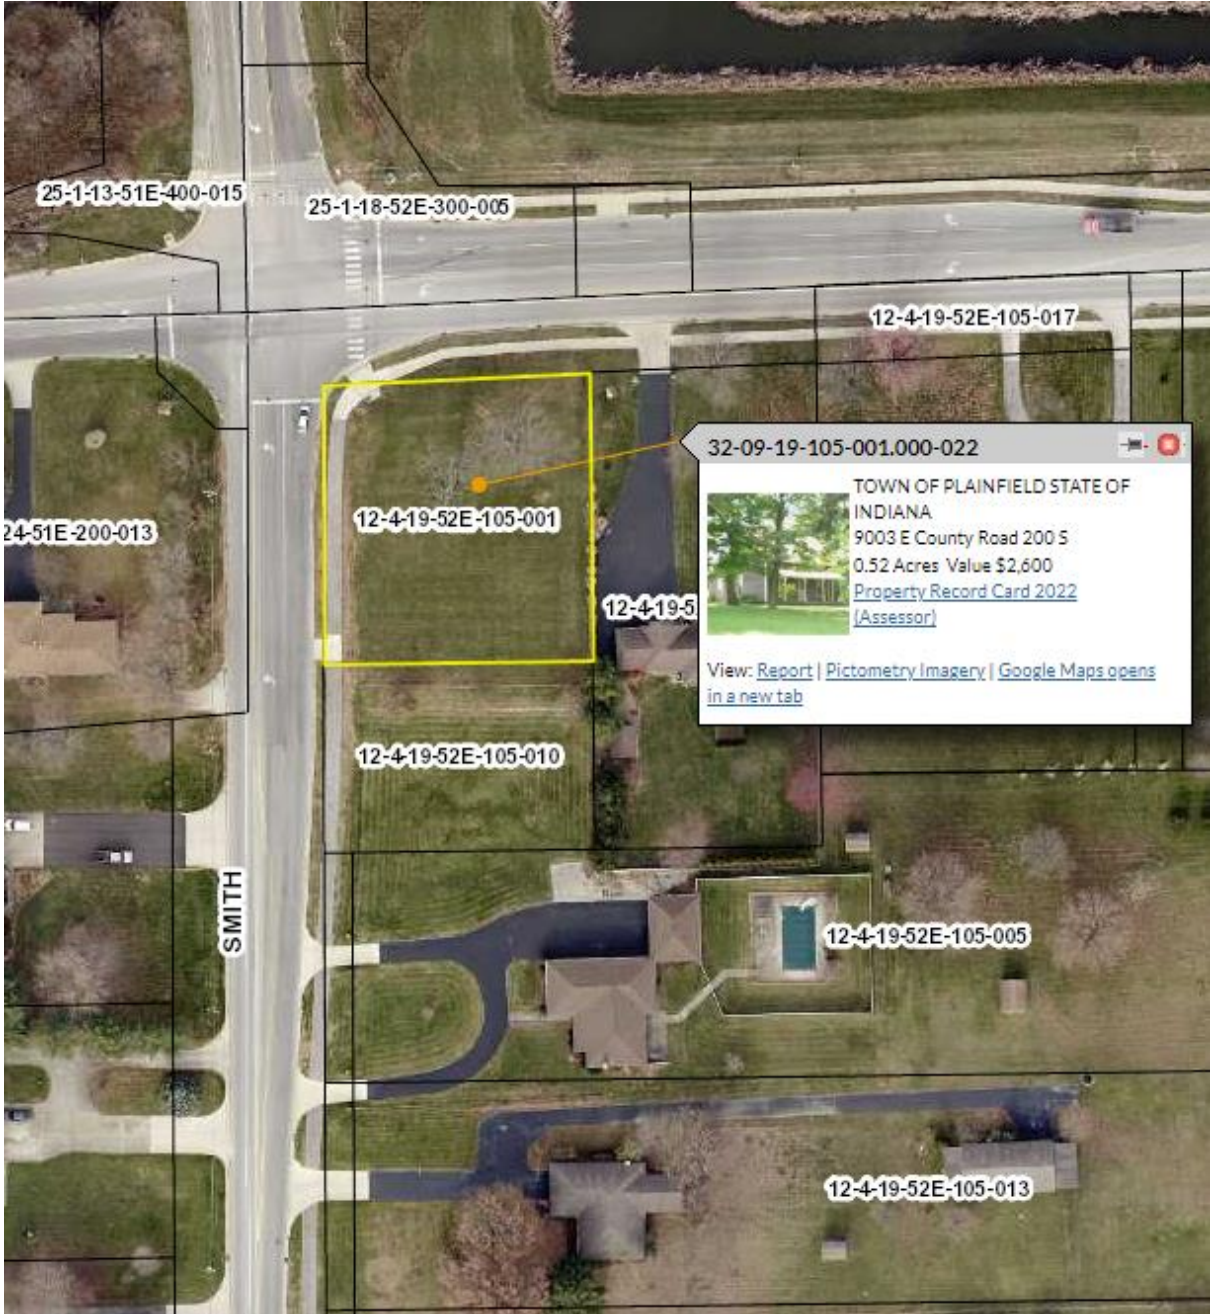 25-1-13-51E-400-015
25-1-18-52E-300-005
12-4-19-52E-105-017
32-09-19-105-001.000-022
TOWN OF PLAINFIELD STATE OF
INDIANA
9003 E County Road 200 S
0.52 Acres Value $2,600
Property Record Card 2022
(Assessor)
View: Report | Pictometry Imagery | Google Maps opens
in a new tab
12-4-19-52E-105-001
24-51E-200-013
12-4-19-5
12-4-19-52E-105-010
SMITH
12-4-19-52E-105-005
12-4-19-52E-105-013